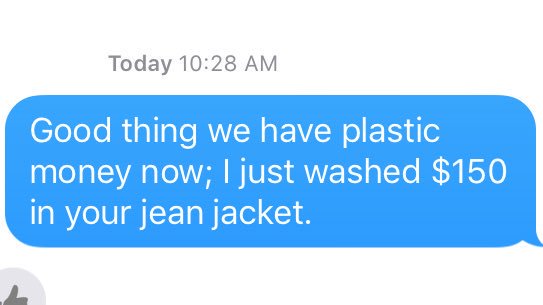 Today 10:28 AM
Good thing we have plastic
money now; I just washed $150
in your jean jacket.